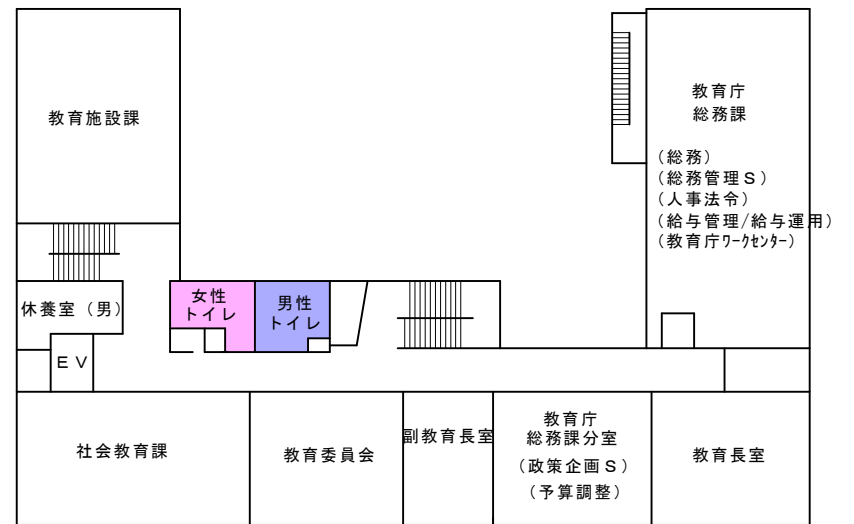 教育施設課
教育庁
総務課
（総務）
（総務管理Ｓ）
（人事法令）
（給与管理/給与運用）
（教育庁ﾜｰｸｾﾝﾀｰ）
休養室（男）
女性
トイレ
男性
トイレ
ＥＶ
社会教育課
教育委員会
副教育長室
教育庁
総務課分室
（政策企画Ｓ）
（予算調整）
教育長室